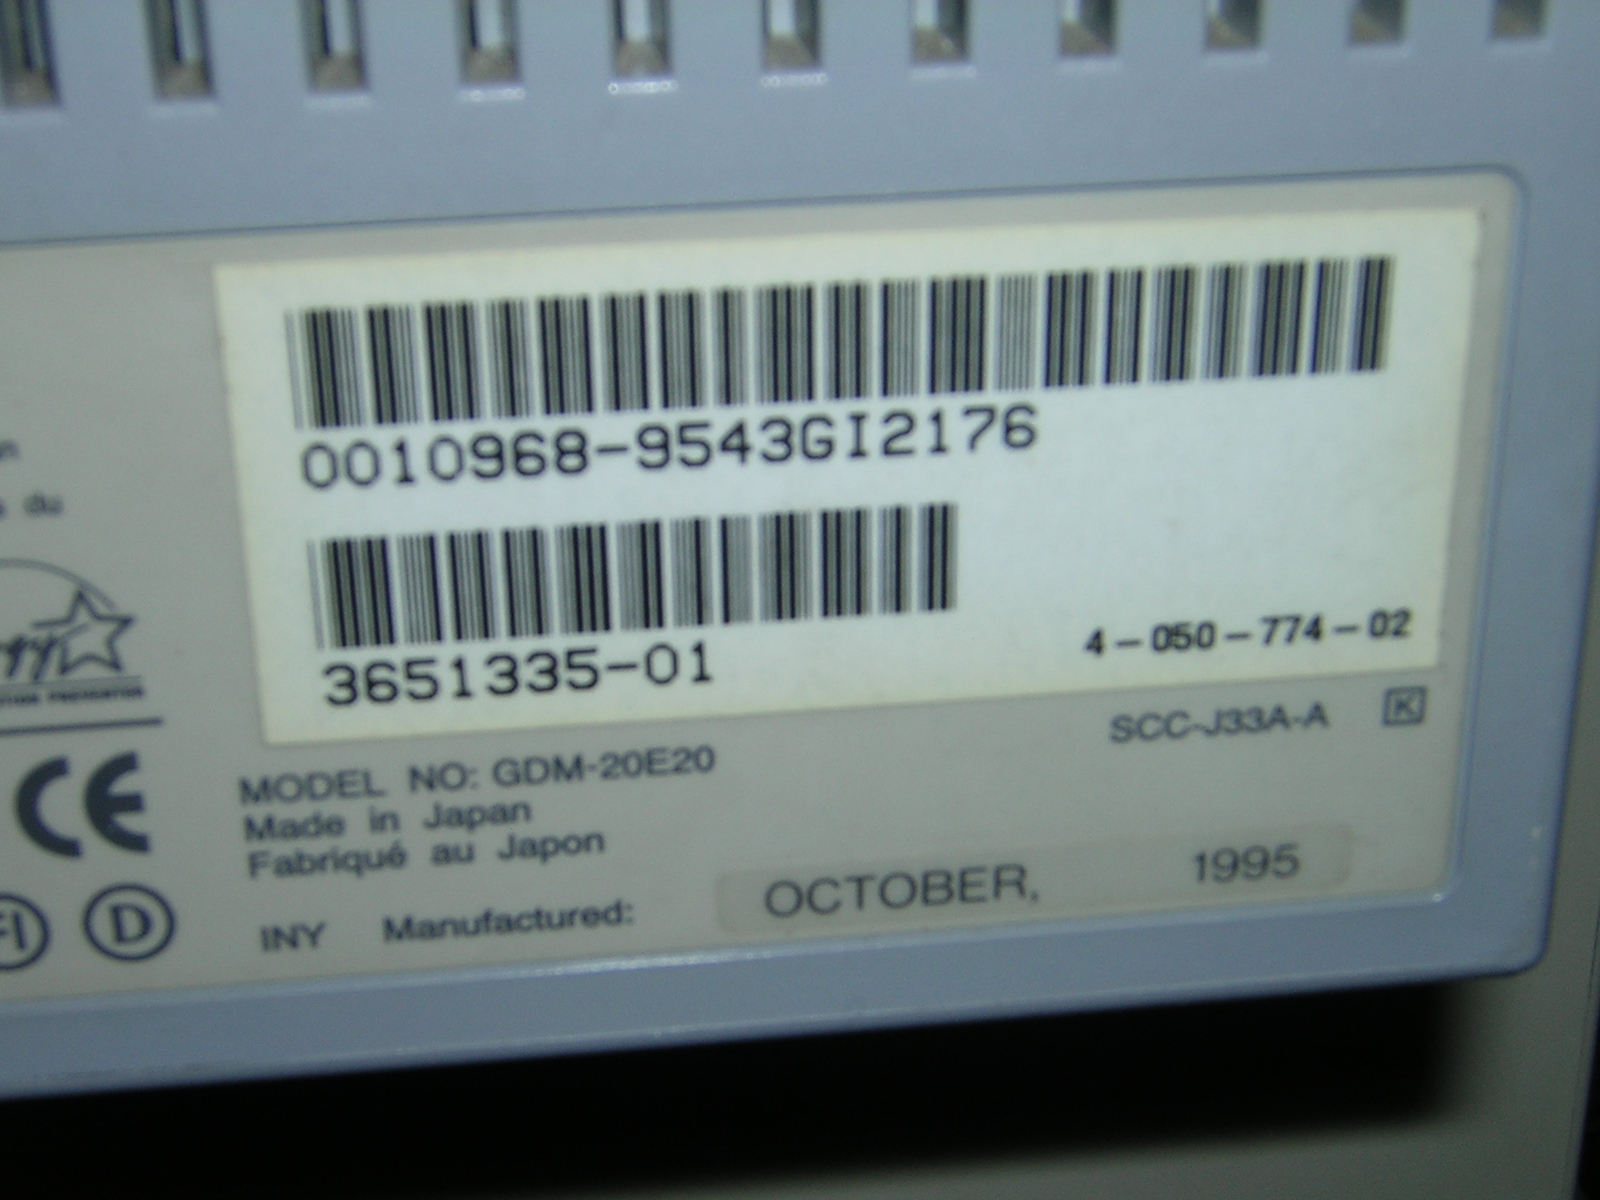 0010968-9543GI2176
du
3651335-01
4-050-774-02
SCC-J33A-A K
CE
MODEL NO: GDM-20E20
Made in Japan
Fabriqué au Japon
D
INY Manufactured: OCTOBER, 1995